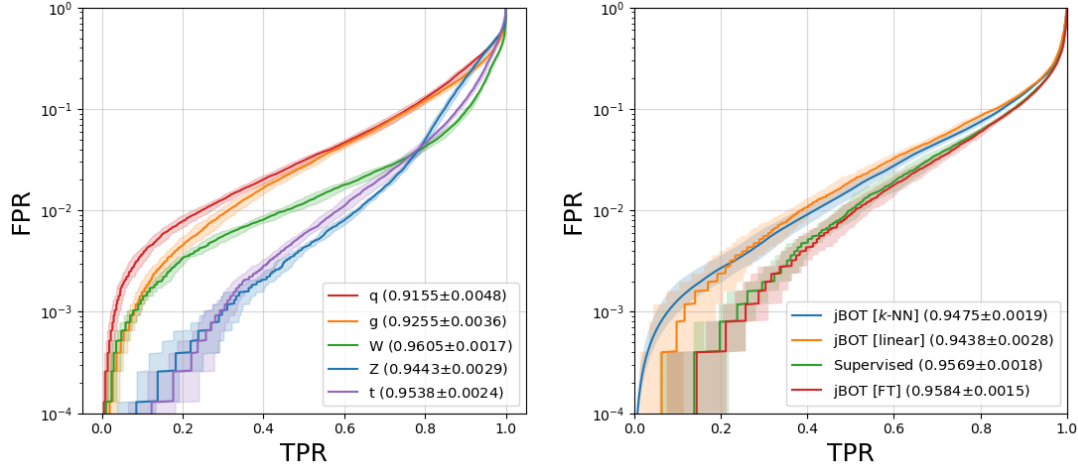 FPR
10⁰
10⁻¹
10⁻²
10⁻³
10⁻⁴
0.0 0.2 0.4 0.6 0.8 1.0
TPR
q (0.9155±0.0048)
g (0.9255±0.0036)
W (0.9605±0.0017)
Z (0.9443±0.0029)
t (0.9538±0.0024)
FPR
10⁰
10⁻¹
10⁻²
10⁻³
10⁻⁴
0.0 0.2 0.4 0.6 0.8 1.0
TPR
jBOT [k-NN] (0.9475±0.0019)
jBOT [linear] (0.9438±0.0028)
Supervised (0.9569±0.0018)
jBOT [FT] (0.9584±0.0015)